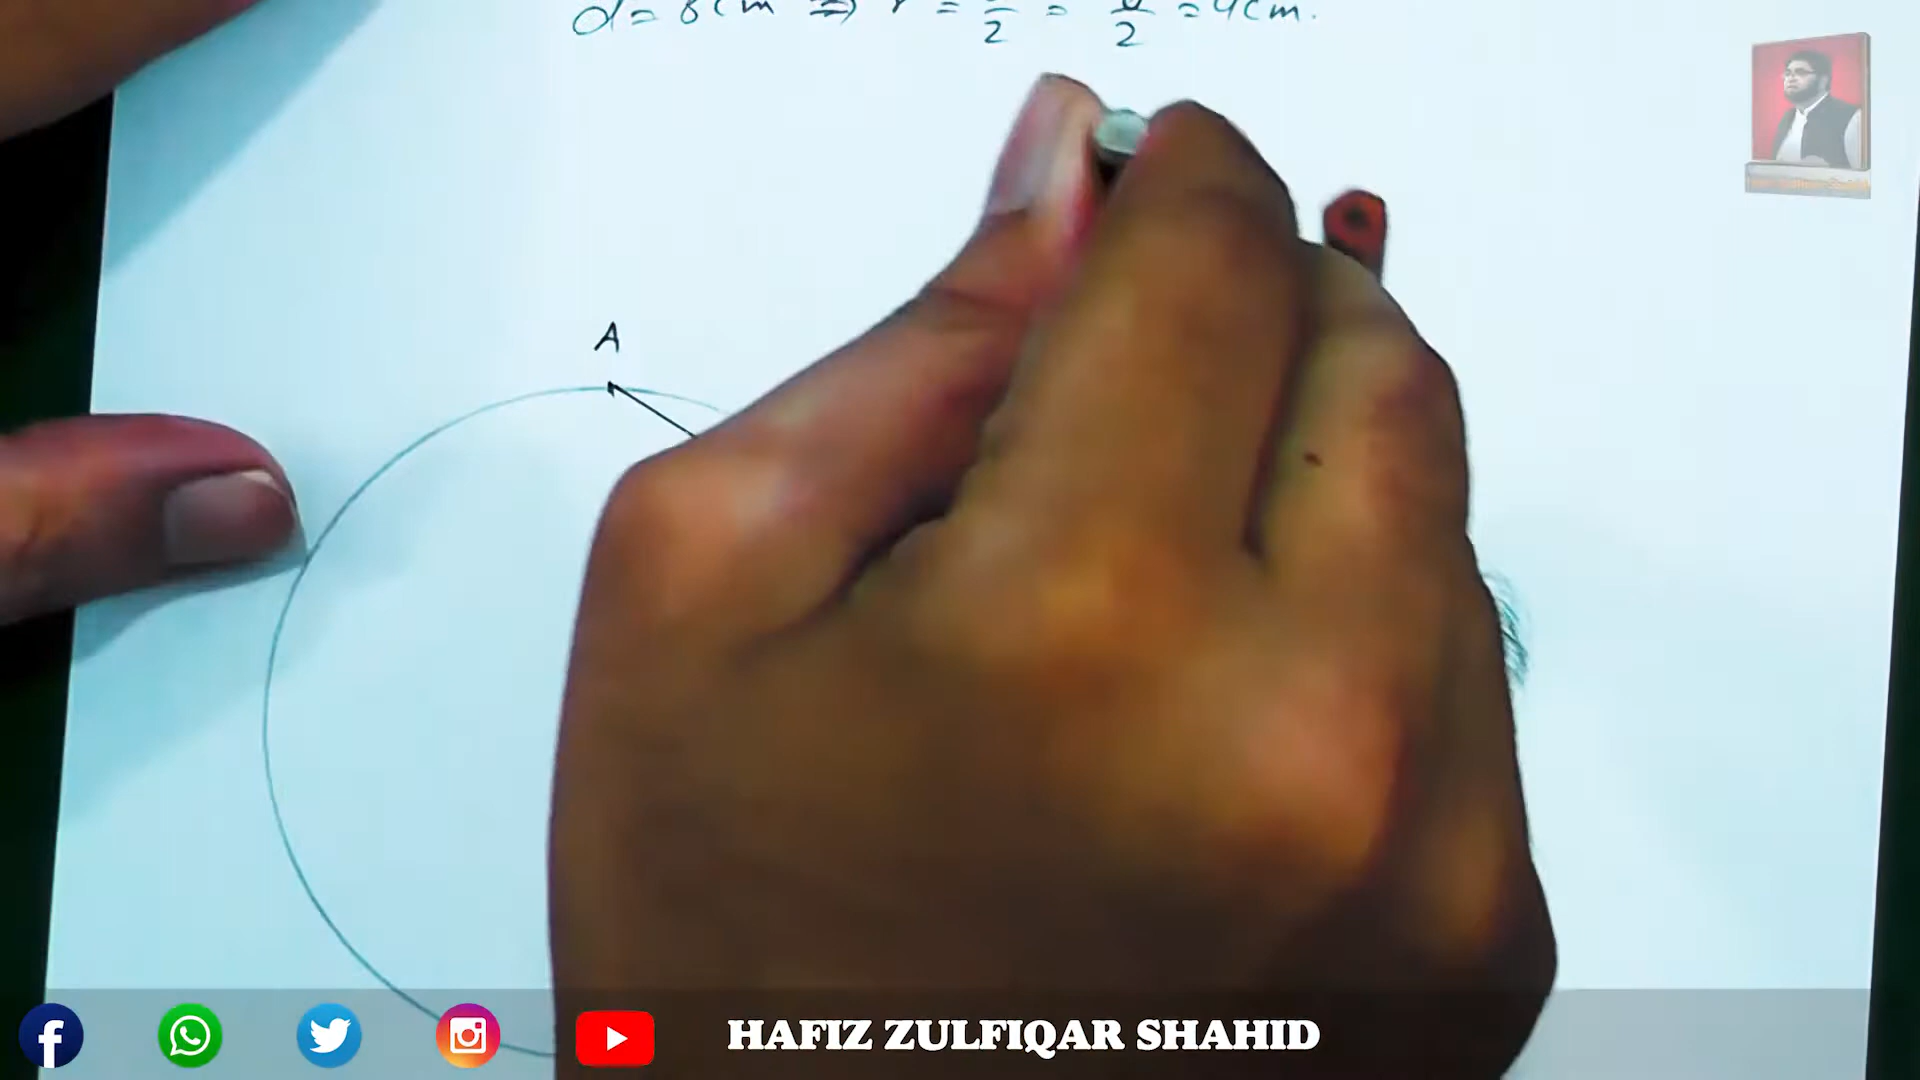 d = 8cm ⇒ r = d/2 = 8/2 = 4cm.
A
HAFIZ ZULFIQAR SHAHID